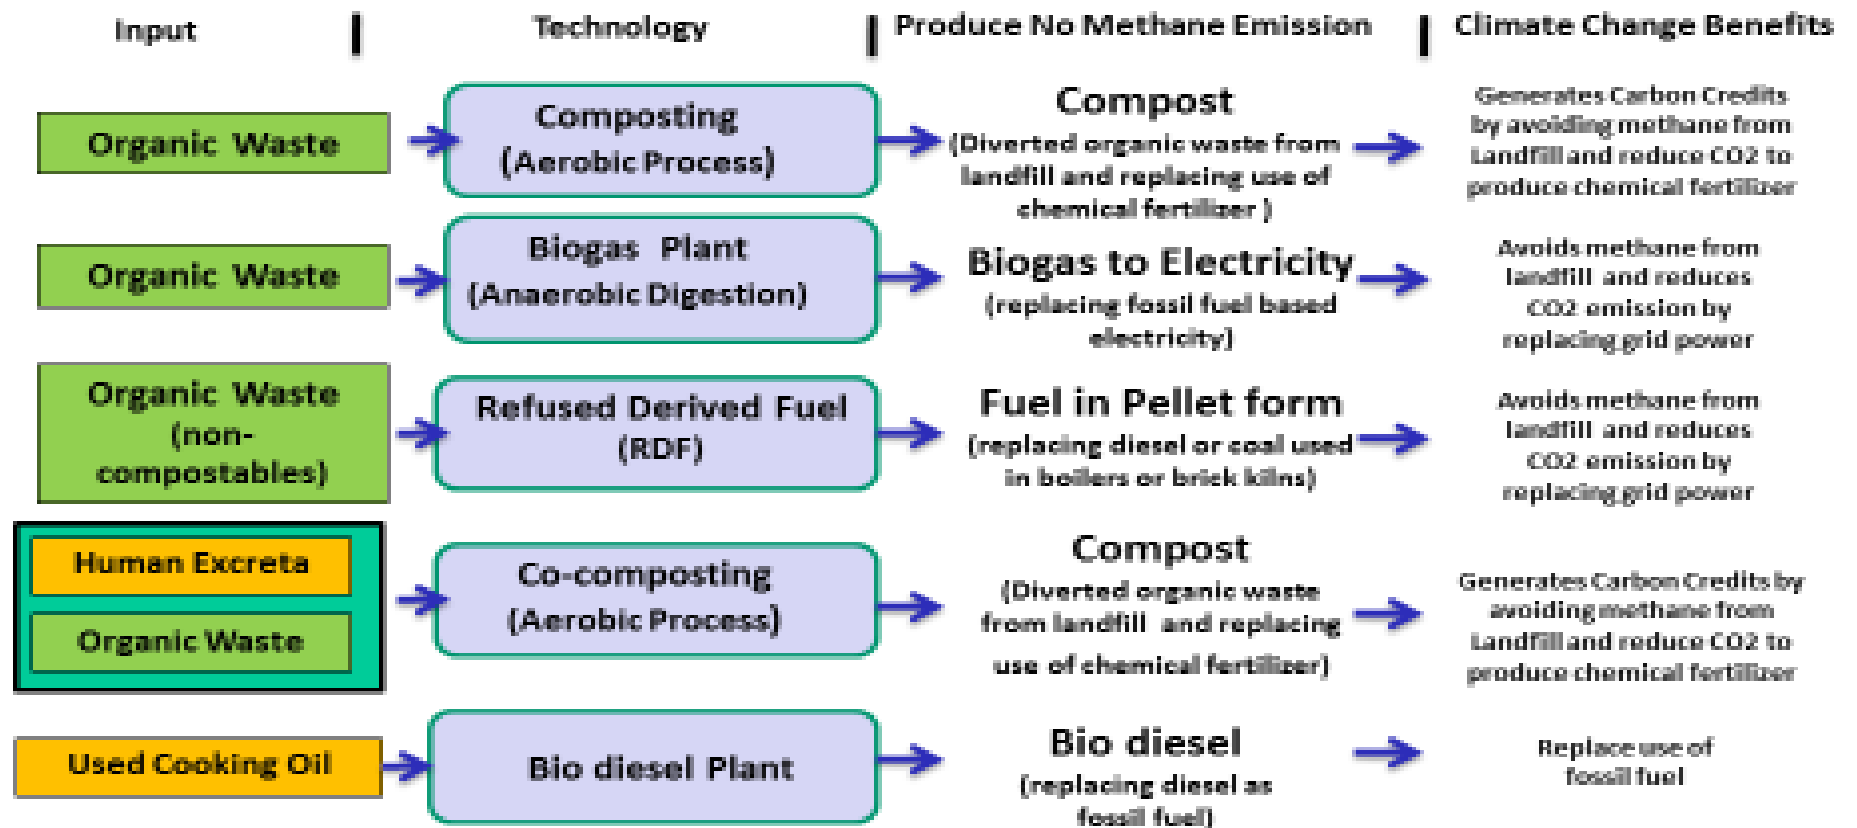 Input
Technology
Produce No Methane Emission
Climate Change Benefits
Organic Waste
Composting
(Aerobic Process)
Compost
(Diverted organic waste from
landfill and replacing use of
chemical fertilizer )
Generates Carbon Credits
by avoiding methane from
Landfill and reduce CO2 to
produce chemical fertilizer
Organic Waste
Biogas Plant
(Anaerobic Digestion)
Biogas to Electricity
(replacing fossil fuel based
electricity)
Avoids methane from
landfill and reduces
CO2 emission by
replacing grid power
Organic Waste
(non-
compostables)
Refused Derived Fuel
(RDF)
Fuel in Pellet form
(replacing diesel or coal used
in boilers or brick kilns)
Avoids methane from
landfill and reduces
CO2 emission by
replacing grid power
Human Excreta
Organic Waste
Co-composting
(Aerobic Process)
Compost
(Diverted organic waste
from landfill and replacing
use of chemical fertilizer)
Generates Carbon Credits by
avoiding methane from
Landfill and reduce CO2 to
produce chemical fertilizer
Used Cooking Oil
Bio diesel Plant
Bio diesel
(replacing diesel as
fossil fuel)
Replace use of
fossil fuel